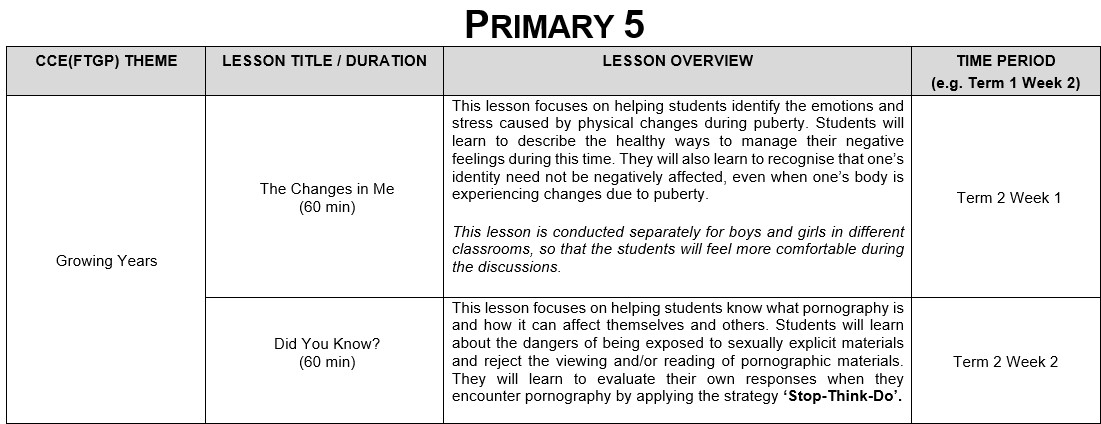 PRIMARY 5
CCE(FTGP) THEME
LESSON TITLE / DURATION
LESSON OVERVIEW
TIME PERIOD
(e.g. Term 1 Week 2)
Growing Years
The Changes in Me
(60 min)
This lesson focuses on helping students identify the emotions and
stress caused by physical changes during puberty. Students will
learn to describe the healthy ways to manage their negative
feelings during this time. They will also learn to recognise that one’s
identity need not be negatively affected, even when one’s body is
experiencing changes due to puberty.
This lesson is conducted separately for boys and girls in different
classrooms, so that the students will feel more comfortable during
the discussions.
Term 2 Week 1
Did You Know?
(60 min)
This lesson focuses on helping students know what pornography is
and how it can affect themselves and others. Students will learn
about the dangers of being exposed to sexually explicit materials
and reject the viewing and/or reading of pornographic materials.
They will learn to evaluate their own responses when they
encounter pornography by applying the strategy ‘Stop-Think-Do’.
Term 2 Week 2